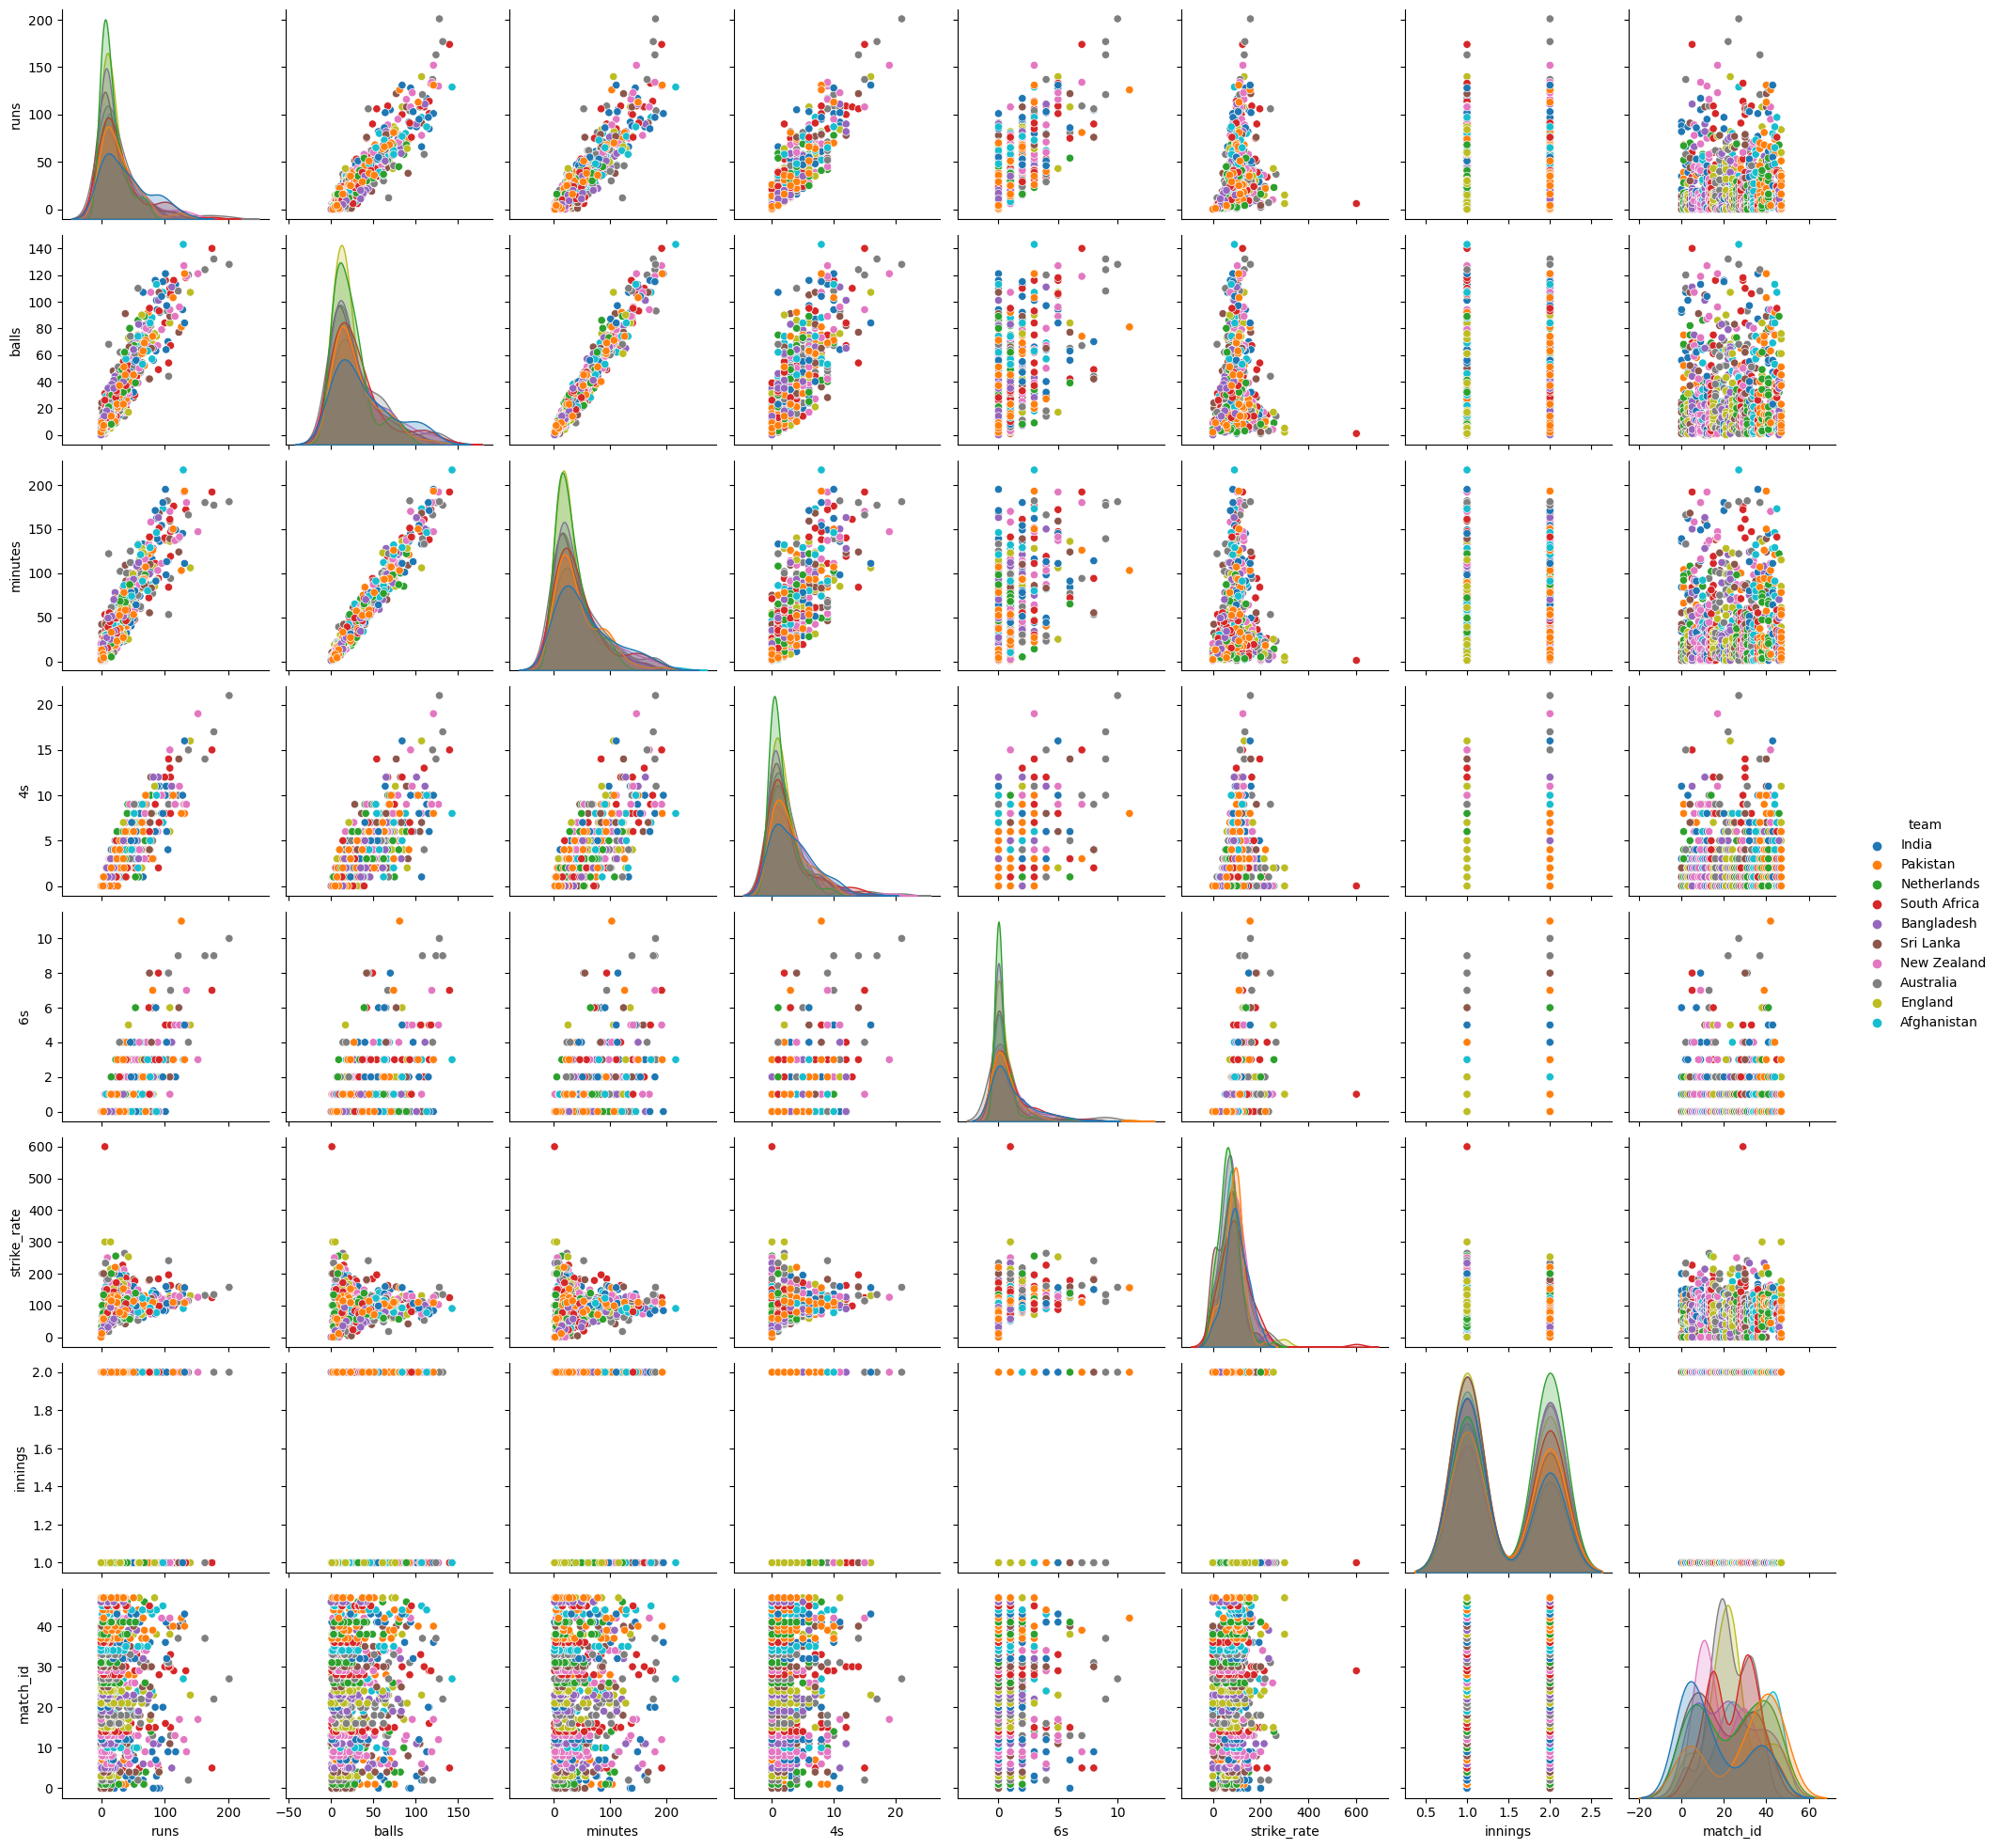 200
150
100
50
0
runs
140
120
100
80
60
40
20
0
balls
200
150
100
50
0
minutes
20
15
10
5
0
4s
10
8
6
4
2
0
6s
600
500
400
300
200
100
0
strike_rate
2.0
1.8
1.6
1.4
1.2
1.0
innings
40
30
20
10
0
match_id
0 100 200
−50 0 50 100 150
0 100 200
0 10 20
0 5 10
0 200 400 600
0.5 1.0 1.5 2.0 2.5
−20 0 20 40 60
runs balls minutes 4s 6s strike_rate innings match_id
team
India
Pakistan
Netherlands
South Africa
Bangladesh
Sri Lanka
New Zealand
Australia
England
Afghanistan